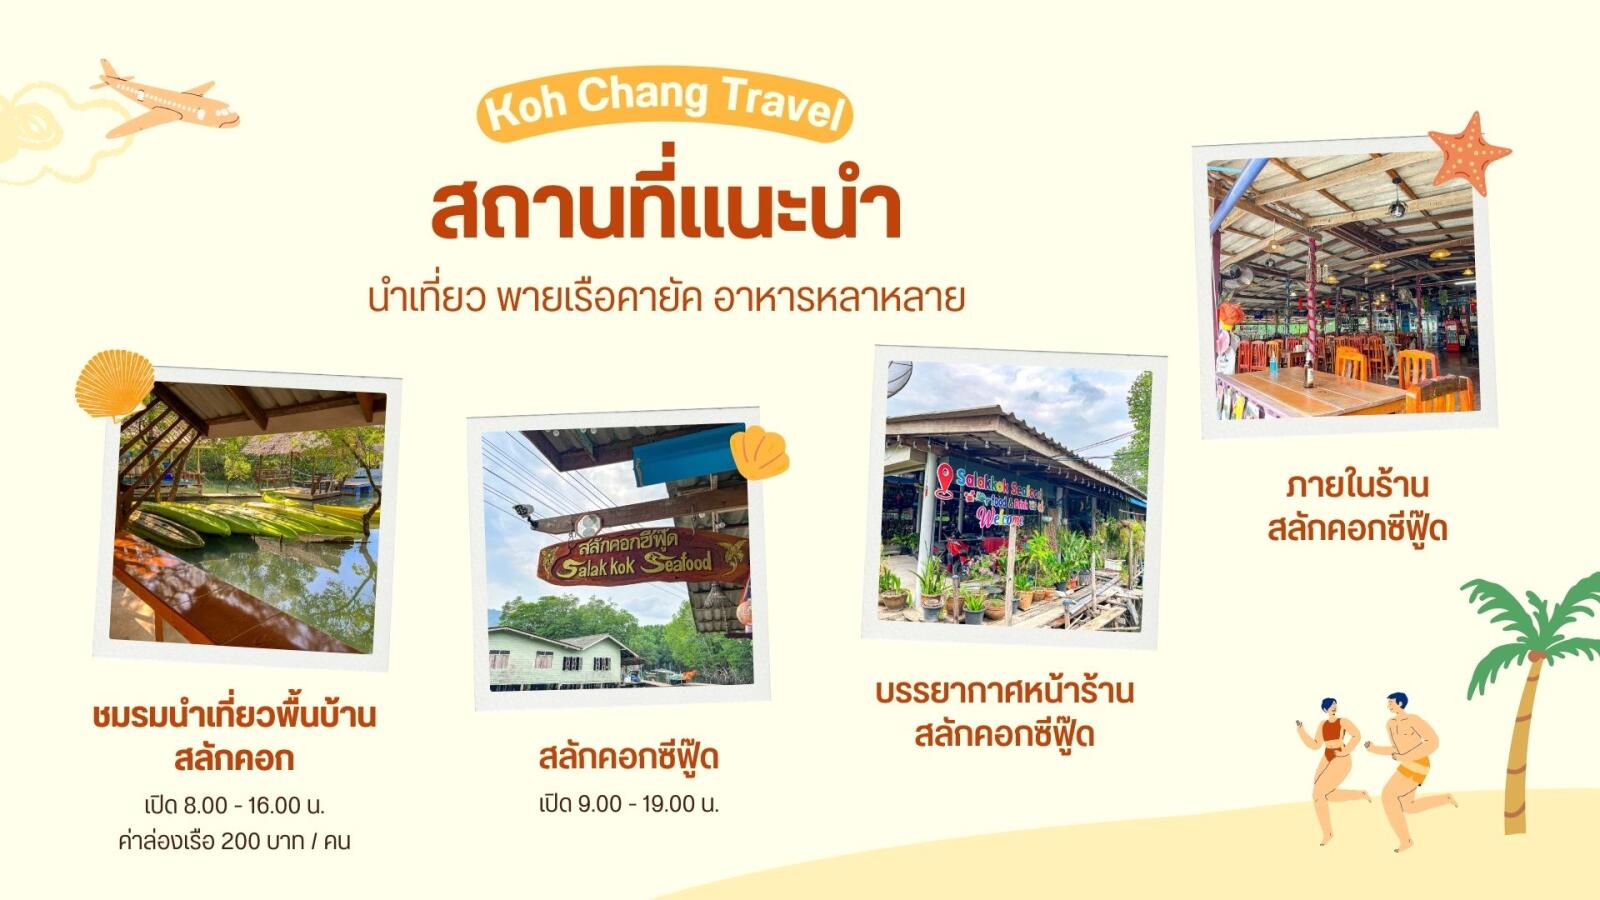 Koh Chang Travel
สถานที่แนะนำ
นำเที่ยว พายเรือคายัค อาหารหลาหลาย
ชมรมนำเที่ยวพื้นบ้าน
สลักคอก
เปิด 8.00 - 16.00 น.
ค่าล่องเรือ 200 บาท / คน
สลักคอกซีฟู๊ด
Salak kok Seafood
สลักคอกซีฟู๊ด
เปิด 9.00 - 19.00 น.
Salakkok Seafood
food & Drink
Welcome
บรรยากาศหน้าร้าน
สลักคอกซีฟู๊ด
ภายในร้าน
สลักคอกซีฟู๊ด